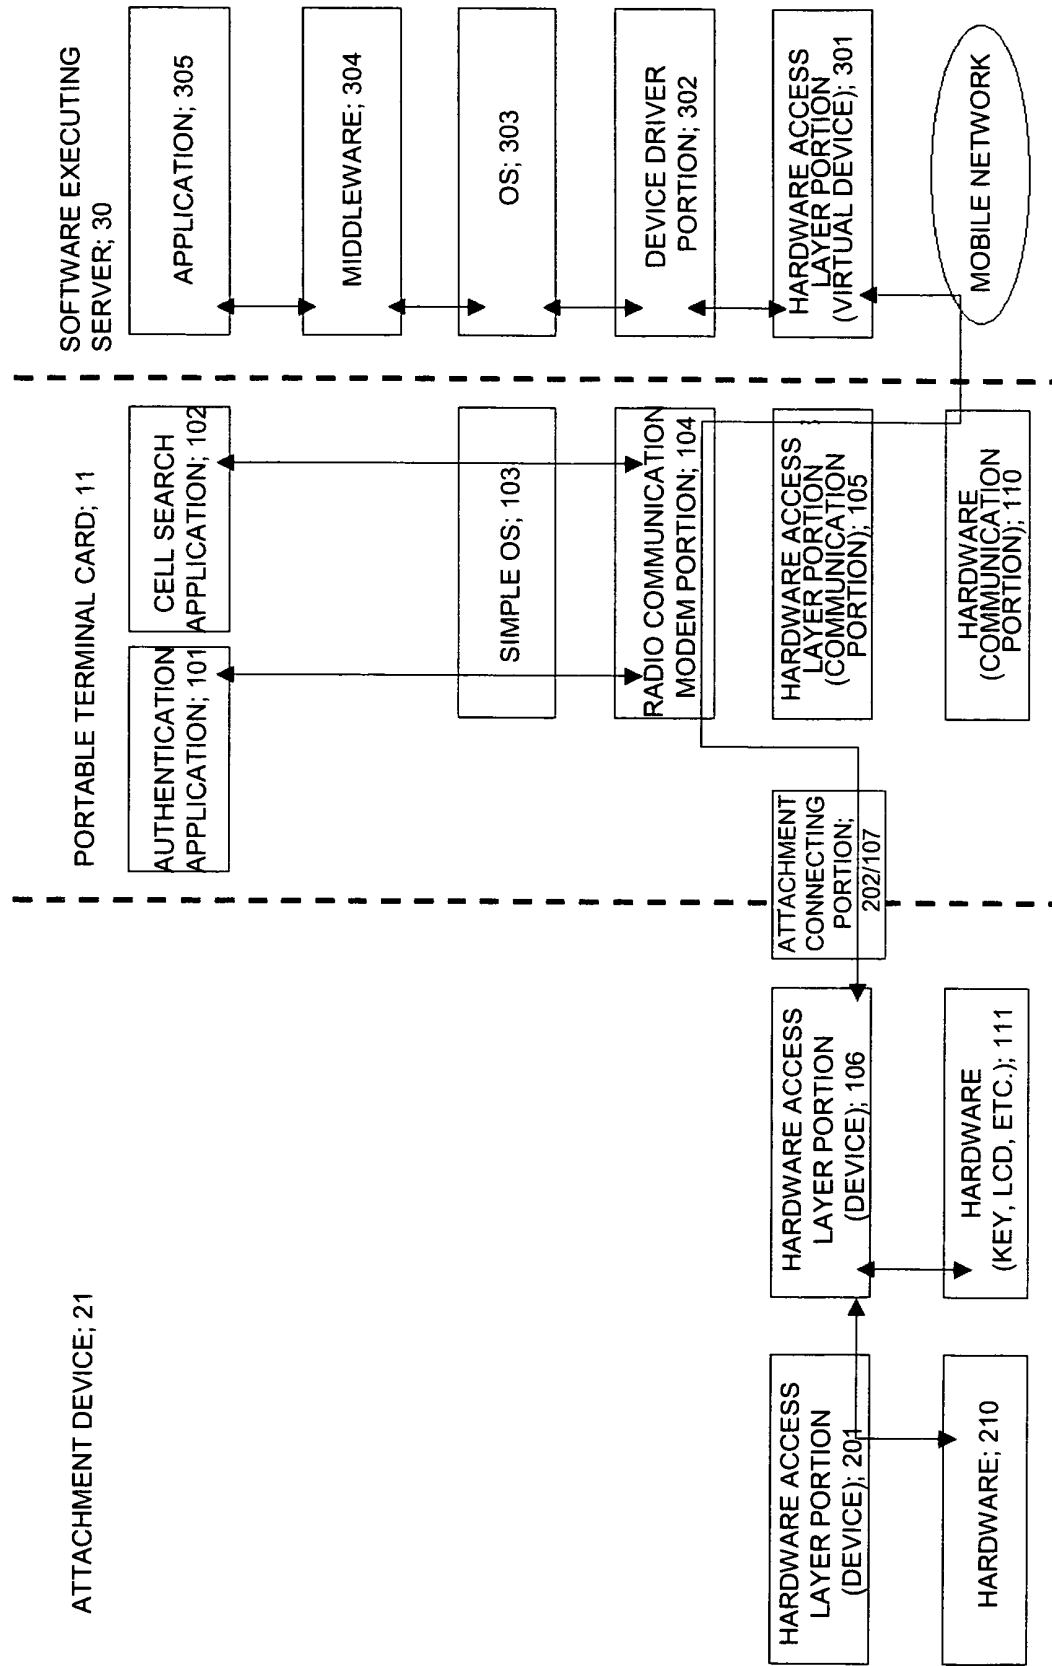 ATTACHMENT DEVICE; 21
PORTABLE TERMINAL CARD; 11
SOFTWARE EXECUTING
SERVER; 30
AUTHENTICATION
APPLICATION; 101
CELL SEARCH
APPLICATION; 102
APPLICATION; 305
MIDDLEWARE; 304
SIMPLE OS; 103
OS; 303
RADIO COMMUNICATION
MODEM PORTION; 104
DEVICE DRIVER
PORTION; 302
HARDWARE ACCESS
LAYER PORTION
(DEVICE); 201
HARDWARE ACCESS
LAYER PORTION
(DEVICE); 106
ATTACHMENT
CONNECTING
PORTION;
202/107
HARDWARE ACCESS
LAYER PORTION
(COMMUNICATION
PORTION); 105
HARDWARE ACCESS
LAYER PORTION
(VIRTUAL DEVICE); 301
HARDWARE; 210
HARDWARE
(KEY, LCD, ETC.); 111
HARDWARE
(COMMUNICATION
PORTION); 110
MOBILE NETWORK